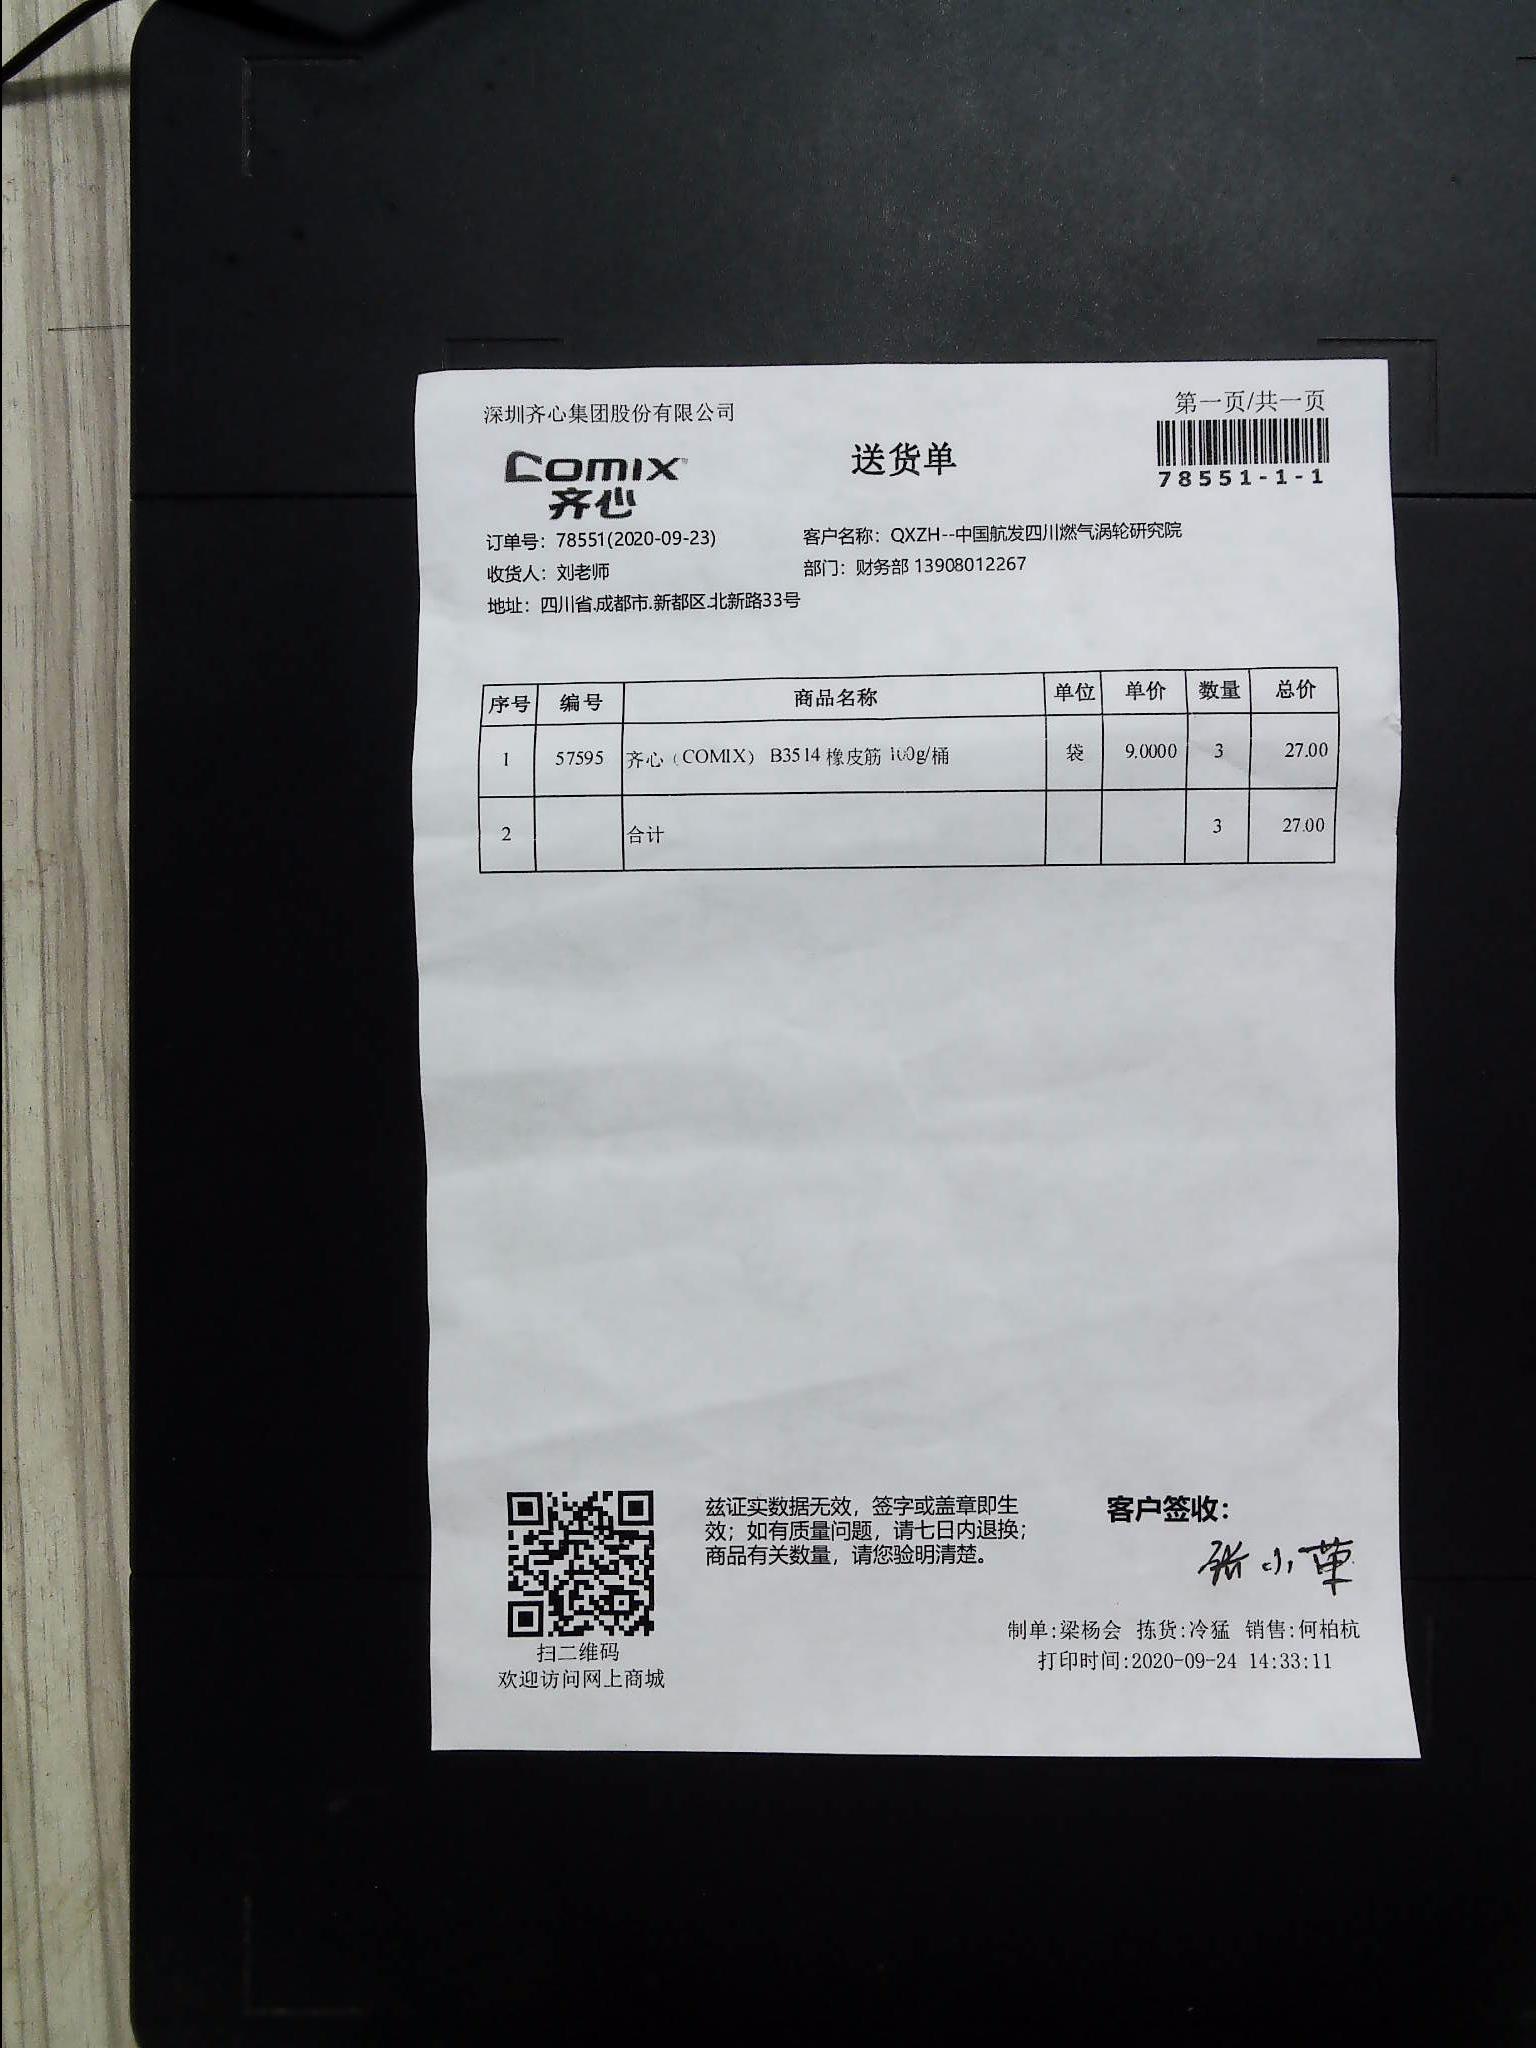 深圳齐心集团股份有限公司
第一页/共一页
COMIX
齐心
送货单
78551-1-1
订单号：78551(2020-09-23)
客户名称：QXZH--中国航发四川燃气涡轮研究院
收货人：刘老师
部门：财务部 13908012267
地址：四川省.成都市.新都区.北新路33号
序号 编号 商品名称 单位 单价 数量 总价
1 57595 齐心（COMIX） B3514 橡皮筋 100g/桶 袋 9.0000 3 27.00
2 合计 3 27.00
兹证实数据无效，签字或盖章即生
效；如有质量问题，请七日内退换；
商品有关数量，请您验明清楚。
客户签收：
张小
制单:梁杨会 拣货:冷猛 销售:何柏杭
打印时间:2020-09-24 14:33:11
扫二维码
欢迎访问网上商城